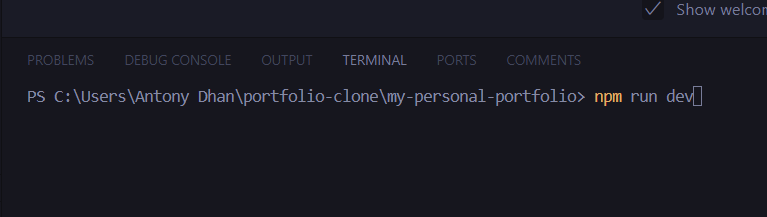 Show welcom
PROBLEMS DEBUG CONSOLE OUTPUT TERMINAL PORTS COMMENTS
PS C:\Users\Antony Dhan\portfolio-clone\my-personal-portfolio> npm run dev